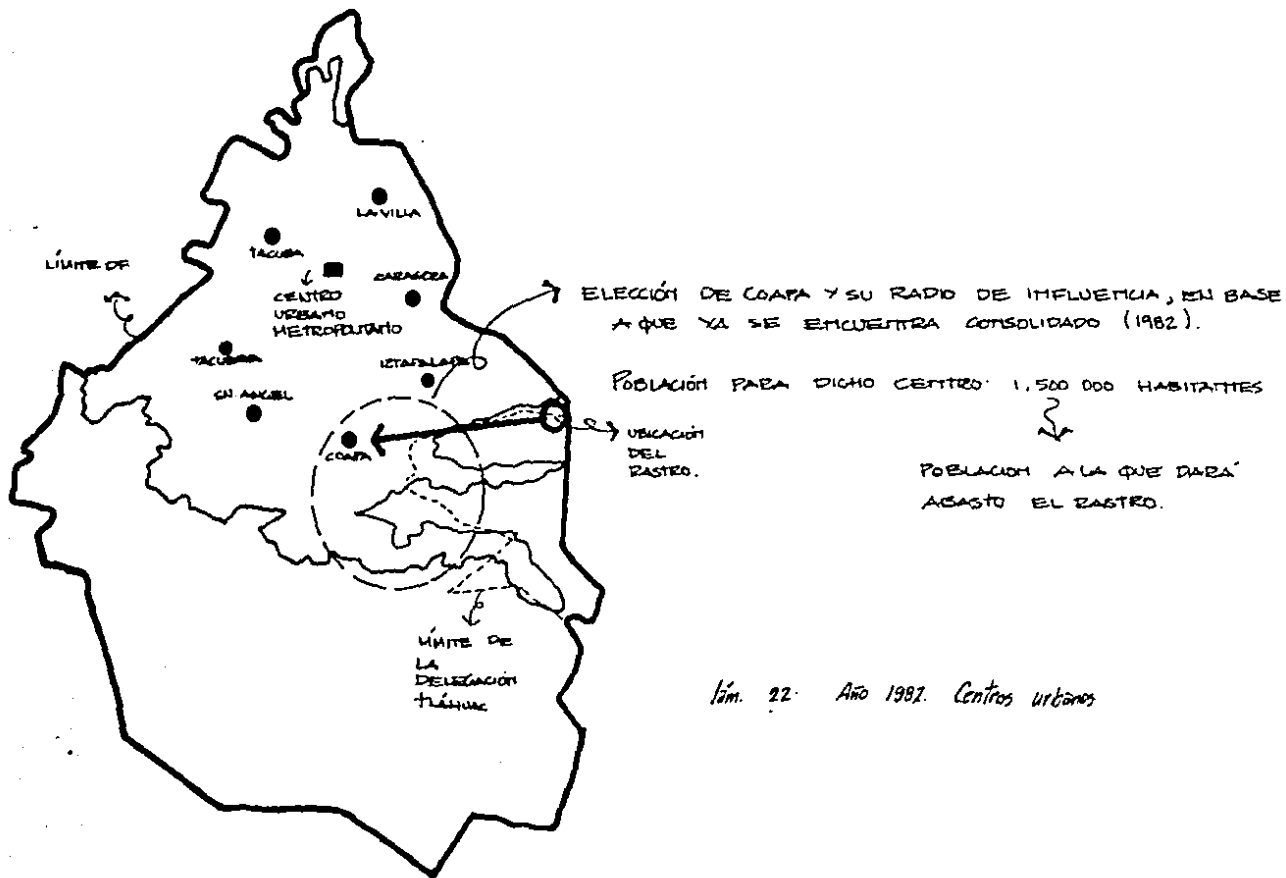 LA VILLA
TACUBA
LÍMITE DE
CENTRO
URBANO
METROPOLITANO
ZARAGOZA
ELECCIÓN DE COAPA Y SU RADIO DE INFLUENCIA, EN BASE
A QUE YA SE ENCUENTRA CONSOLIDADO (1982).
TACUBAYA
IZTAPALAPA
SN. ANGEL
POBLACIÓN PARA DICHO CENTRO: 1.500 000 HABITANTES
COAPA
UBICACIÓN
DEL
RASTRO.
POBLACION A LA QUE DARÁ
ABASTO EL RASTRO.
LÍMITE DE
LA
DELEGACIÓN
TLÁHUAC
lám. 22. Año 1982. Centros urbanos